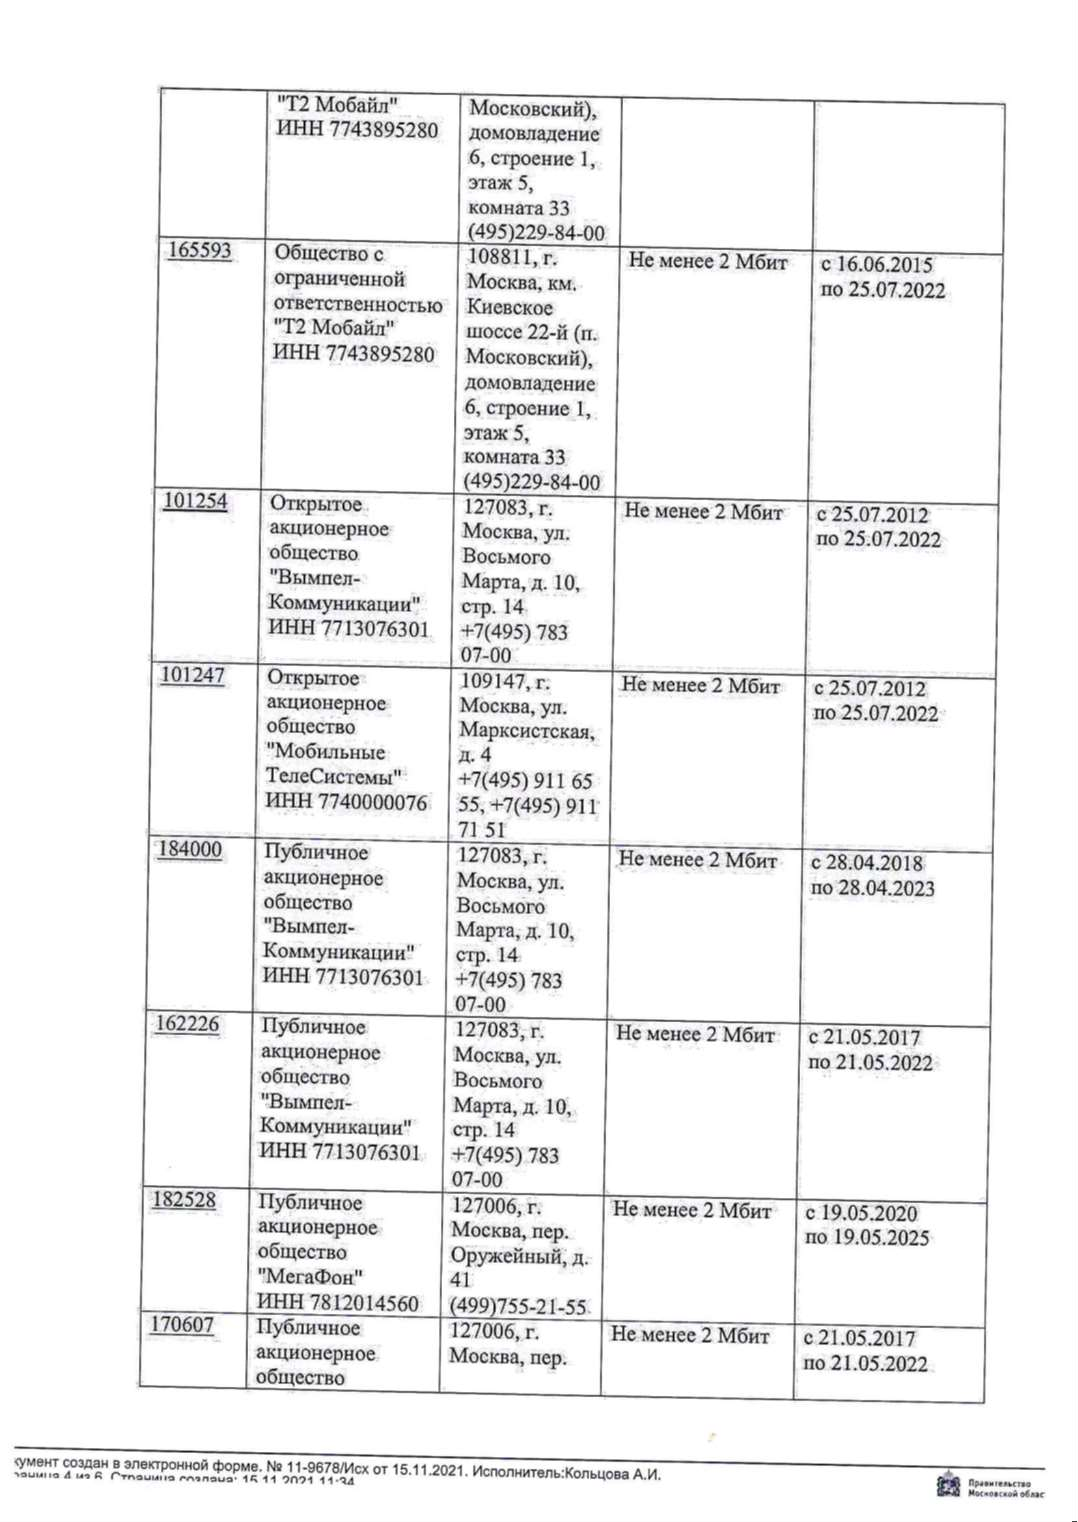 "Т2 Мобайл"
ИНН 7743895280
Московский),
домовладение
6, строение 1,
этаж 5,
комната 33
(495)229-84-00
165593
Общество с
ограниченной
ответственностью
"Т2 Мобайл"
ИНН 7743895280
108811, г.
Москва, км.
Киевское
шоссе 22-й (п.
Московский),
домовладение
6, строение 1,
этаж 5,
комната 33
(495)229-84-00
Не менее 2 Мбит
с 16.06.2015
по 25.07.2022
101254
Открытое
акционерное
общество
"Вымпел-
Коммуникации"
ИНН 7713076301
127083, г.
Москва, ул.
Восьмого
Марта, д. 10,
стр. 14
+7(495) 783
07-00
Не менее 2 Мбит
с 25.07.2012
по 25.07.2022
101247
Открытое
акционерное
общество
"Мобильные
ТелеСистемы"
ИНН 7740000076
109147, г.
Москва, ул.
Марксистская,
д. 4
+7(495) 911 65
55, +7(495) 911
71 51
Не менее 2 Мбит
с 25.07.2012
по 25.07.2022
184000
Публичное
акционерное
общество
"Вымпел-
Коммуникации"
ИНН 7713076301
127083, г.
Москва, ул.
Восьмого
Марта, д. 10,
стр. 14
+7(495) 783
07-00
Не менее 2 Мбит
с 28.04.2018
по 28.04.2023
162226
Публичное
акционерное
общество
"Вымпел-
Коммуникации"
ИНН 7713076301
127083, г.
Москва, ул.
Восьмого
Марта, д. 10,
стр. 14
+7(495) 783
07-00
Не менее 2 Мбит
с 21.05.2017
по 21.05.2022
182528
Публичное
акционерное
общество
"МегаФон"
ИНН 7812014560
127006, г.
Москва, пер.
Оружейный, д.
41
(499)755-21-55
Не менее 2 Мбит
с 19.05.2020
по 19.05.2025
170607
Публичное
акционерное
общество
127006, г.
Москва, пер.
Не менее 2 Мбит
с 21.05.2017
по 21.05.2022
кумент создан в электронной форме. № 11-9678/Исх от 15.11.2021. Исполнитель:Кольцова А.И.
раница 4 из 6. Страница создана: 15.11.2021 11:34
Правительство
Московской облас